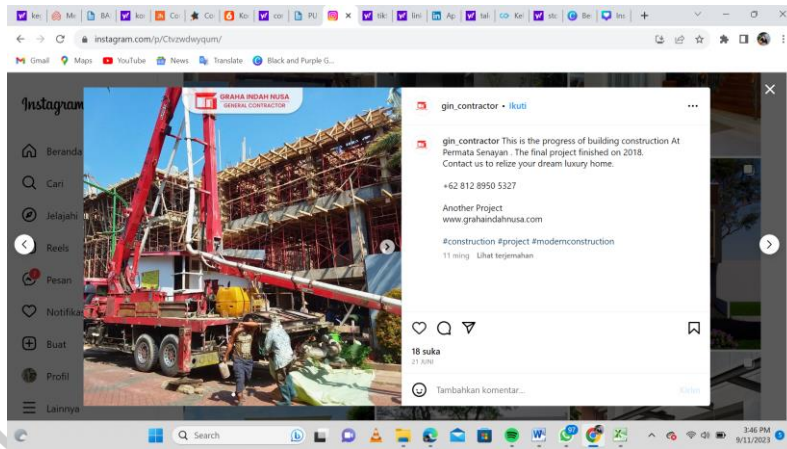 instagram.com/p/Ctvzwdwyqum/
Gmail
Maps
YouTube
News
Translate
Black and Purple G...
Instagram
Beranda
Cari
Jelajahi
Reels
Pesan
Notifikas
Buat
Profil
Lainnya
GRAHA INDAH NUSA
GENERAL CONTRACTOR
gin_contractor • Ikuti
gin_contractor This is the progress of building construction At
Permata Senayan . The final project finished on 2018.
Contact us to relize your dream luxury home.
+62 812 8950 5327
Another Project
www.grahaindahnusa.com
#construction #project #modernconstruction
11 ming Lihat terjemahan
18 suka
21 JUNI
Tambahkan komentar...
Kirim
Search
97
3:46 PM
9/11/2023